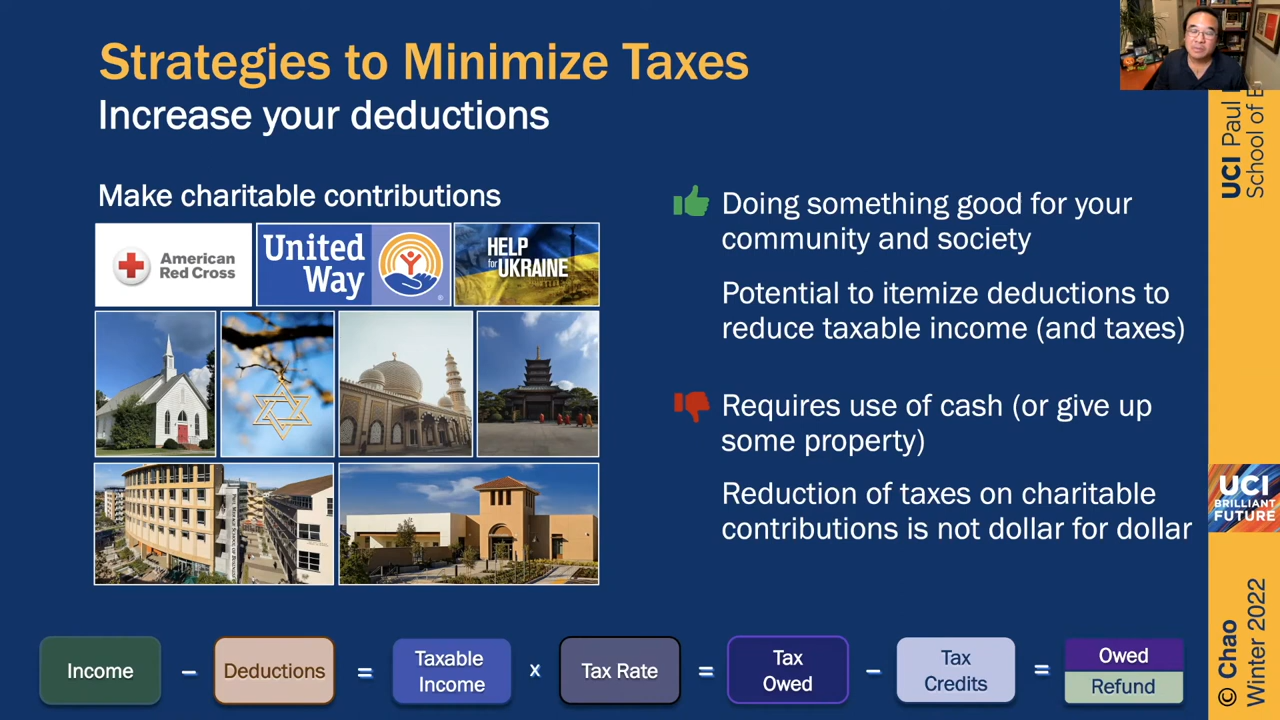 Strategies to Minimize Taxes
Increase your deductions
Make charitable contributions
American
Red Cross
United
Way
HELP
for UKRAINE
Doing something good for your
community and society
Potential to itemize deductions to
reduce taxable income (and taxes)
Requires use of cash (or give up
some property)
Reduction of taxes on charitable
contributions is not dollar for dollar
Income
−
Deductions
=
Taxable
Income
x
Tax Rate
=
Tax
Owed
−
Tax
Credits
=
Owed
Refund
UCI Paul
School of
UCI
BRILLIANT
FUTURE
© Chao
Winter 2022